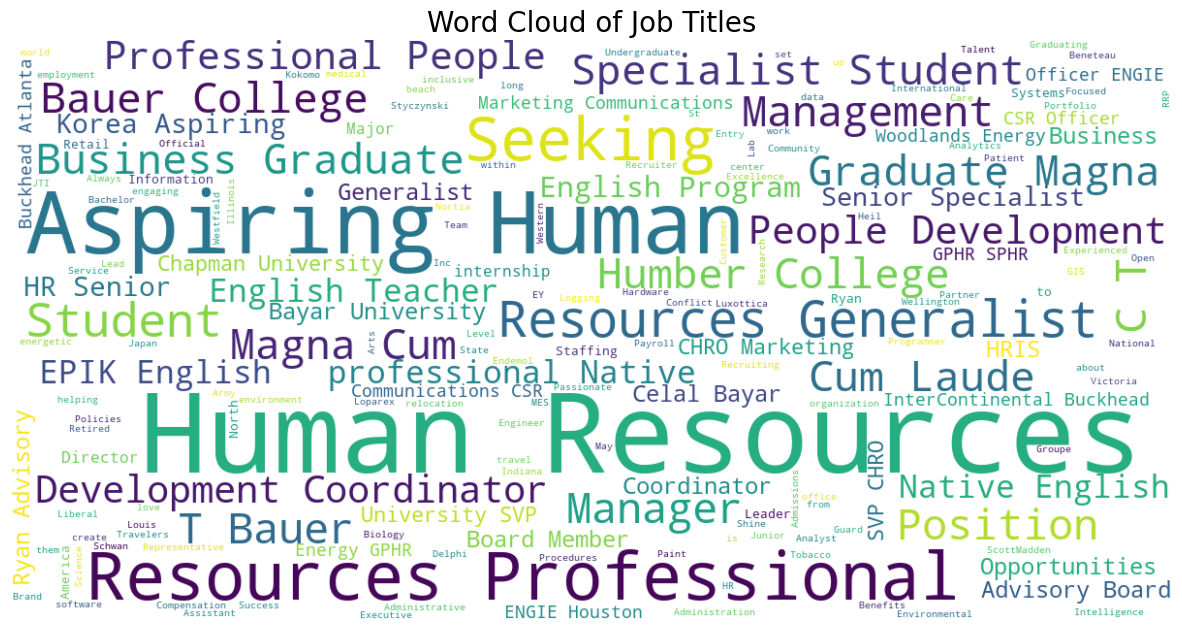 Word Cloud of Job Titles
world
Professional People
Undergraduate
set
up
Talent
Graduating
Beneteau
employment
Kokomo
medical
inclusive
long
beach
Specialist
Student
International
Officer ENGIE
Systems
Focused
Buckhead Atlanta
Bauer College
Styczynski
Marketing Communications
St
Management
data
Care
Portfolio
RRP
CSR Officer
Korea Aspiring
Major
Seeking
Entry
work
Woodlands Energy
Business
Retail
Official
Recruiter
within
Lab
Community
Analytics
Business Graduate
Information
center
Excellence
Patient
Graduate Magna
JTI
Always
engaging
Bachelor
Westfield
Illinois
Generalist
English Program
Senior Specialist
Heil
Aspiring Human
Nortia
Team
Western
People Development
Customer
Research
GPHR SPHR
Experienced
Open
Lead
Service
Chapman University
Inc
internship
Humber College
GIS
C T
HR Senior
English Teacher
EY
Logging
Hardware
Conflict
Luxottica
Ryan
Wellington
Partner
to
Student
Bayar University
Resources Generalist
energetic
Japan
Magna Cum
Arts
Level
State
Staffing
Payroll
CHRO Marketing
Programmer
HRIS
National
Endemol
Recruiting
EPIK English
professional Native
Cum Laude
about
Victoria
helping
Army
environment
Communications CSR
Loparex
Passionate
MES
Celal Bayar
organization
InterContinental Buckhead
relocation
Policies
Retired
North
Human Resources
Engineer
May
Groupe
Ryan Advisory
Director
travel
Indiana
SVP CHRO
Development Coordinator
Coordinator
Admissions
Native English
love
Liberal
office
from
Manager
Leader
University SVP
Louis
create
Travelers
T Bauer
Biology
Board Member
Shine
is
Junior
Analyst
Guard
Position
them
America
Science
Schwan
Representative
Energy GPHR
Delphi
Procedures
Paint
Tobacco
ScottMadden
Opportunities
Resources Professional
HR
Advisory Board
Brand
software
Compensation
Success
Assistant
Administrative
Executive
ENGIE Houston
Administration
Benefits
Environmental
Intelligence